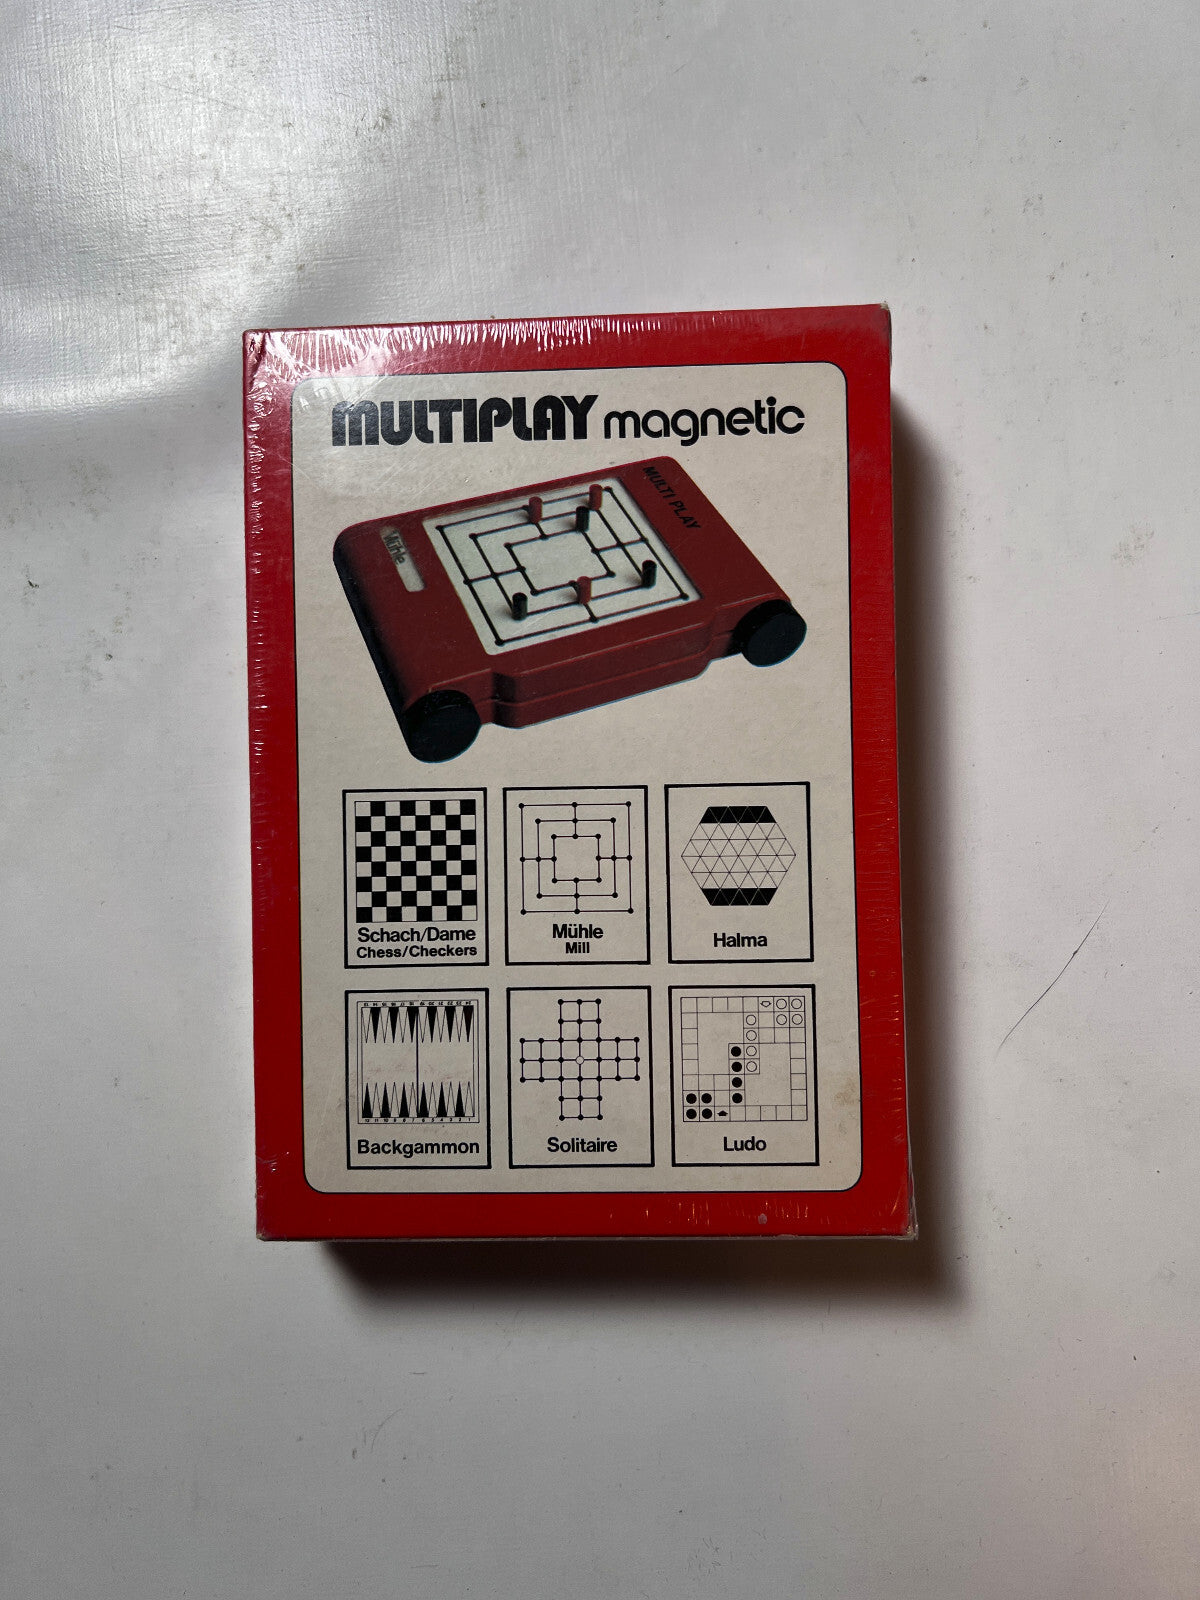 MULTIPLAY magnetic
MULTI PLAY
Mühle
Schach/Dame
Chess/Checkers
Mühle
Mill
Halma
Backgammon
Solitaire
Ludo